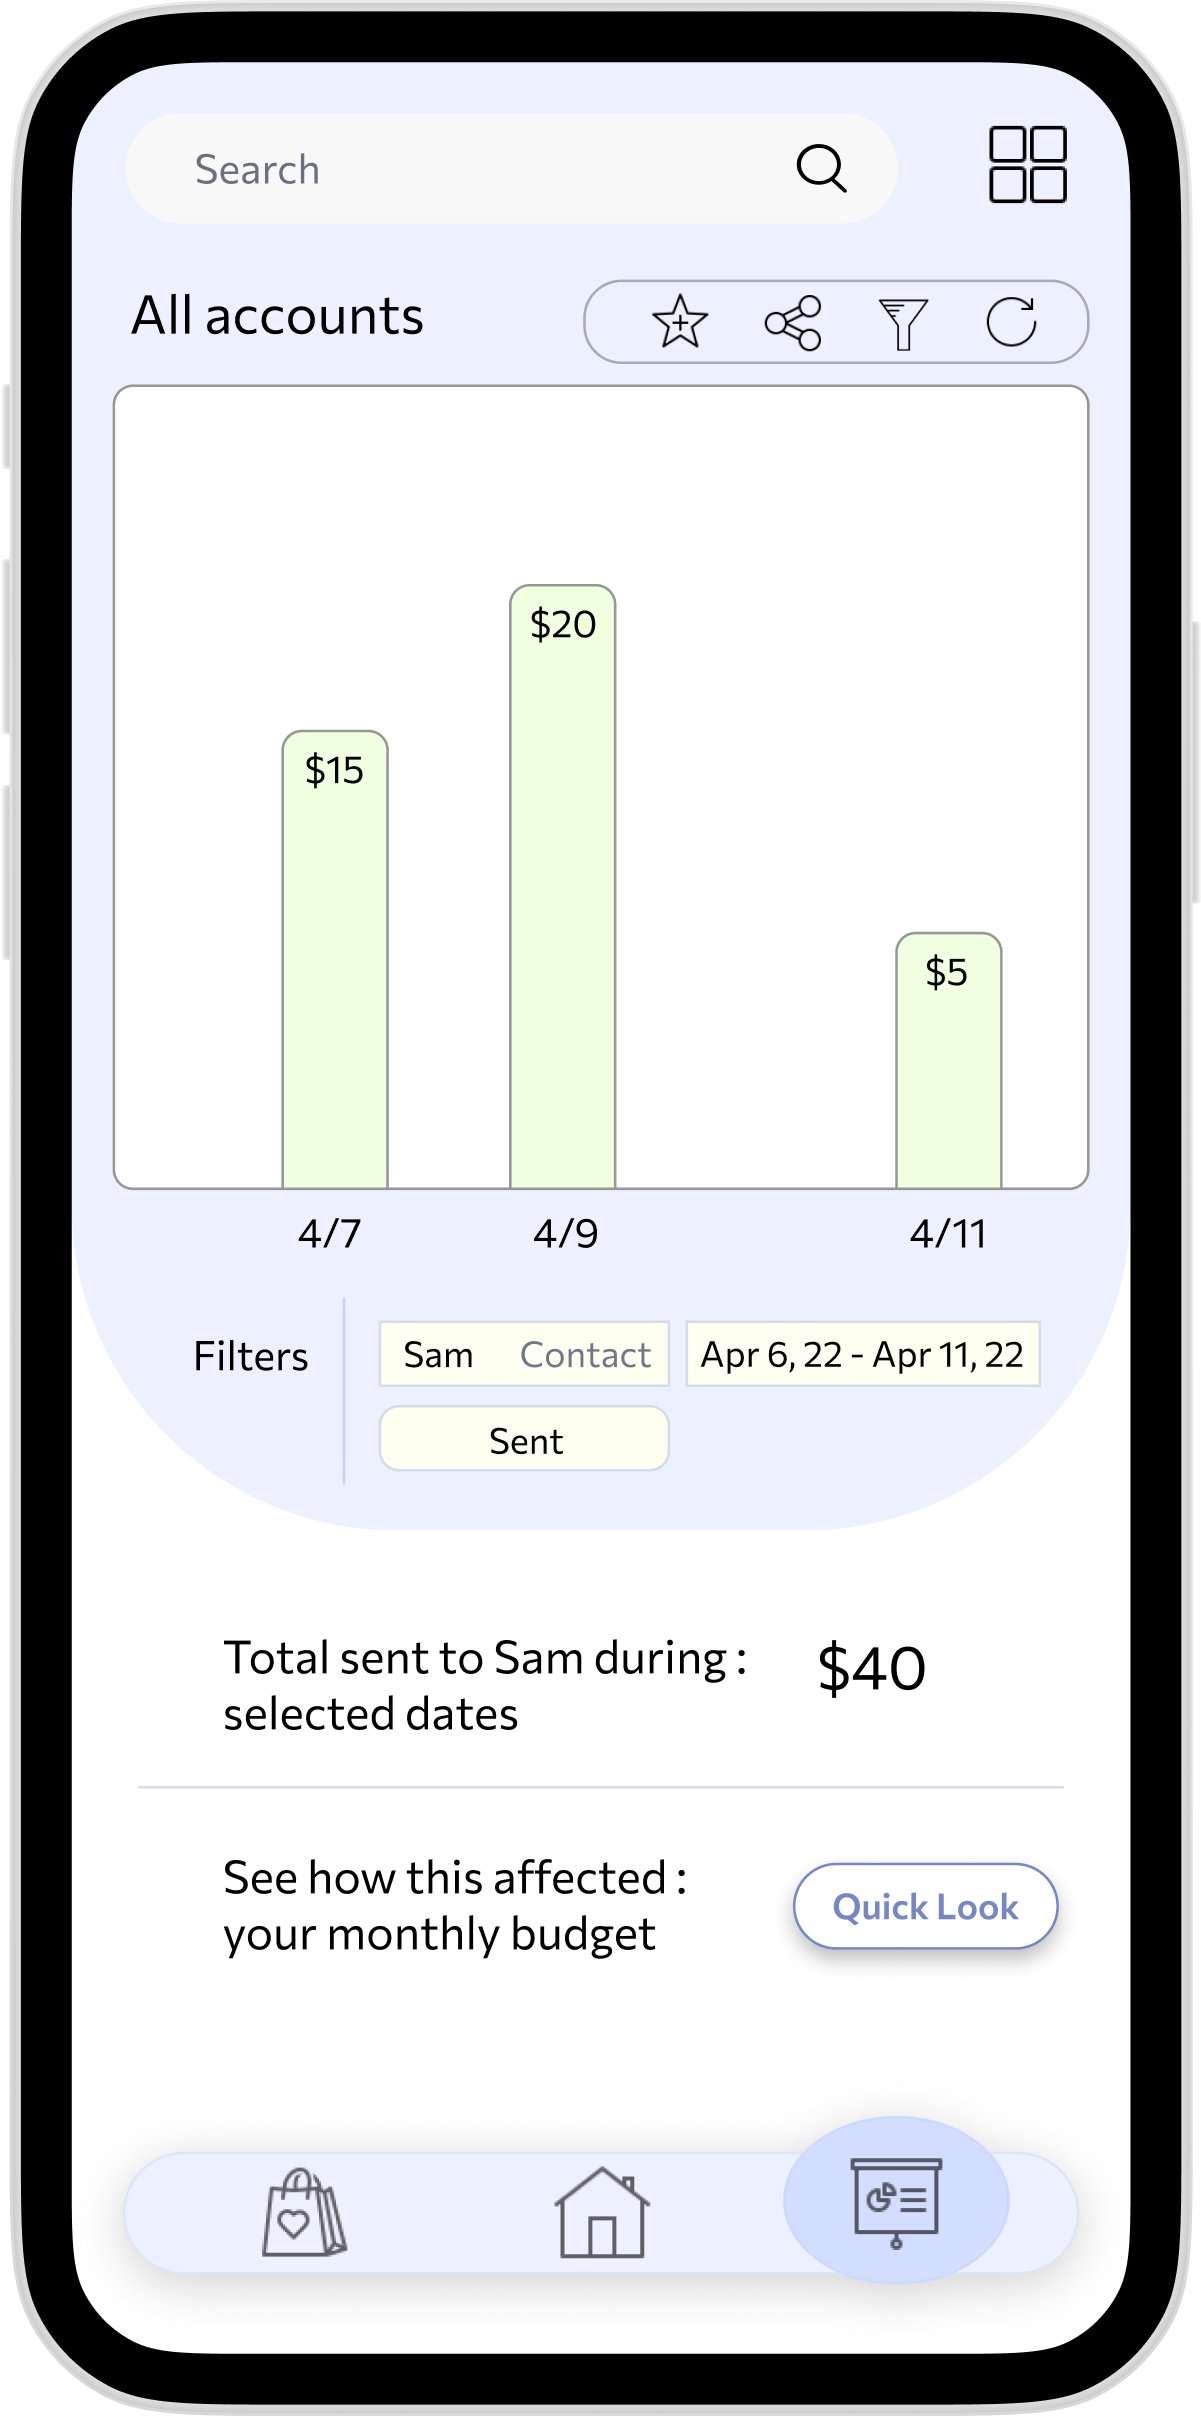 Search
All accounts
$20
$15
$5
4/7 4/9 4/11
Filters Sam Contact Apr 6, 22 - Apr 11, 22
Sent
Total sent to Sam during : $40
selected dates
See how this affected :
your monthly budget
Quick Look